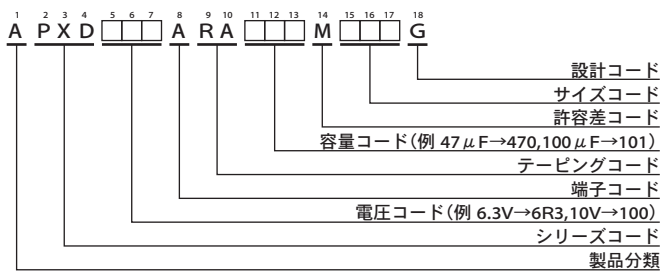 1 2 3 4 5 6 7 8 9 10 11 12 13 14 15 16 17 18
A P X D □□□ A R A □□□ M □□□ G
設計コード
サイズコード
許容差コード
容量コード(例 47μF→470,100μF→101)
テーピングコード
端子コード
電圧コード(例 6.3V→6R3,10V→100)
シリーズコード
製品分類